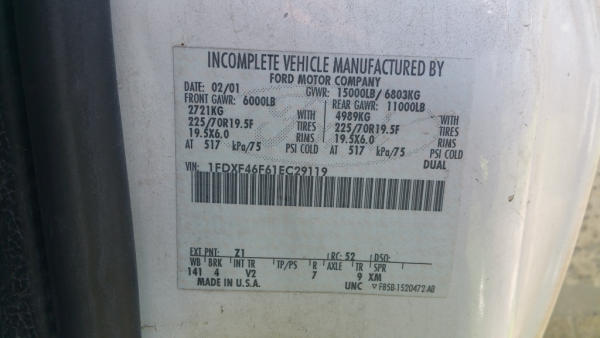 INCOMPLETE VEHICLE MANUFACTURED BY
FORD MOTOR COMPANY
DATE: 02/01 GVWR: 15000LB/ 6803KG
FRONT GAWR: 6000LB REAR GAWR: 11000LB
2721KG WITH 4989KG WITH
225/70R19.5F TIRES 225/70R19.5F TIRES
19.5X6.0 RIMS 19.5X6.0 RIMS
AT 517 kPa/75 PSI COLD AT 517 kPa/75 PSI COLD
DUAL
VIN: 1FDXF46F61EC29119
EXT PNT: Z1 RC: 52 DSO:
WB BRK INT TR TP/PS R AXLE TR SPR
141 4 V2 7 9 XM
MADE IN U.S.A. UNC F85B-1520472-AB